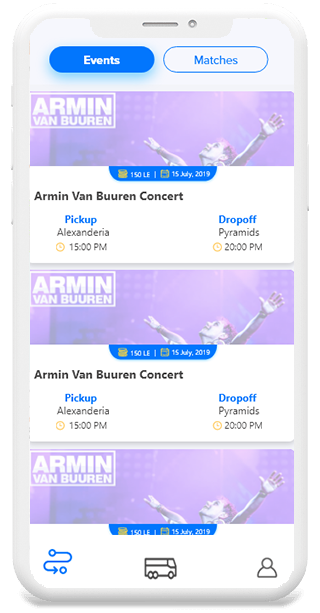 Events Matches
ARMIN
VAN BUUREN
150 LE | 15 July, 2019
Armin Van Buuren Concert
Pickup Dropoff
Alexanderia Pyramids
15:00 PM 20:00 PM
ARMIN
VAN BUUREN
150 LE | 15 July, 2019
Armin Van Buuren Concert
Pickup Dropoff
Alexanderia Pyramids
15:00 PM 20:00 PM
ARMIN
VAN BUUREN
150 LE | 15 July, 2019